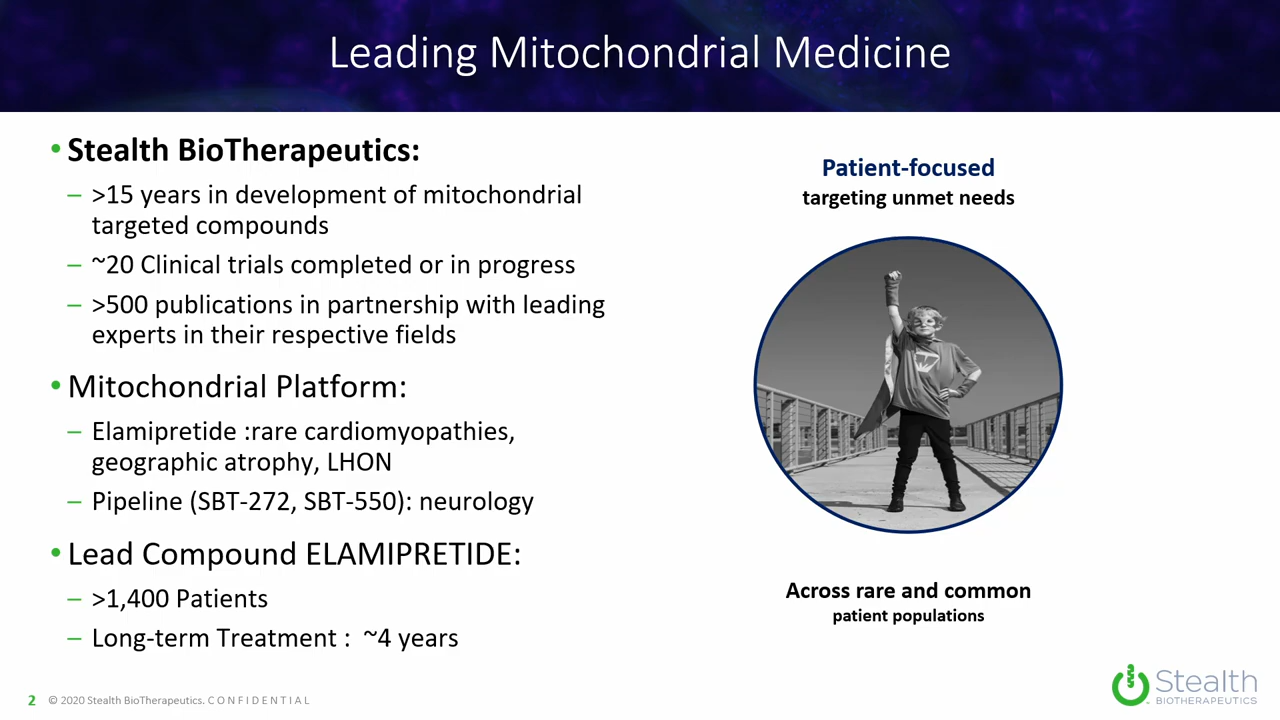 Leading Mitochondrial Medicine
• Stealth BioTherapeutics:
– >15 years in development of mitochondrial
targeted compounds
– ~20 Clinical trials completed or in progress
– >500 publications in partnership with leading
experts in their respective fields
• Mitochondrial Platform:
– Elamipretide :rare cardiomyopathies,
geographic atrophy, LHON
– Pipeline (SBT-272, SBT-550): neurology
• Lead Compound ELAMIPRETIDE:
– >1,400 Patients
– Long-term Treatment : ~4 years
Patient-focused
targeting unmet needs
Across rare and common
patient populations
2 © 2020 Stealth BioTherapeutics. CONFIDENTIAL
Stealth
BIOTHERAPEUTICS